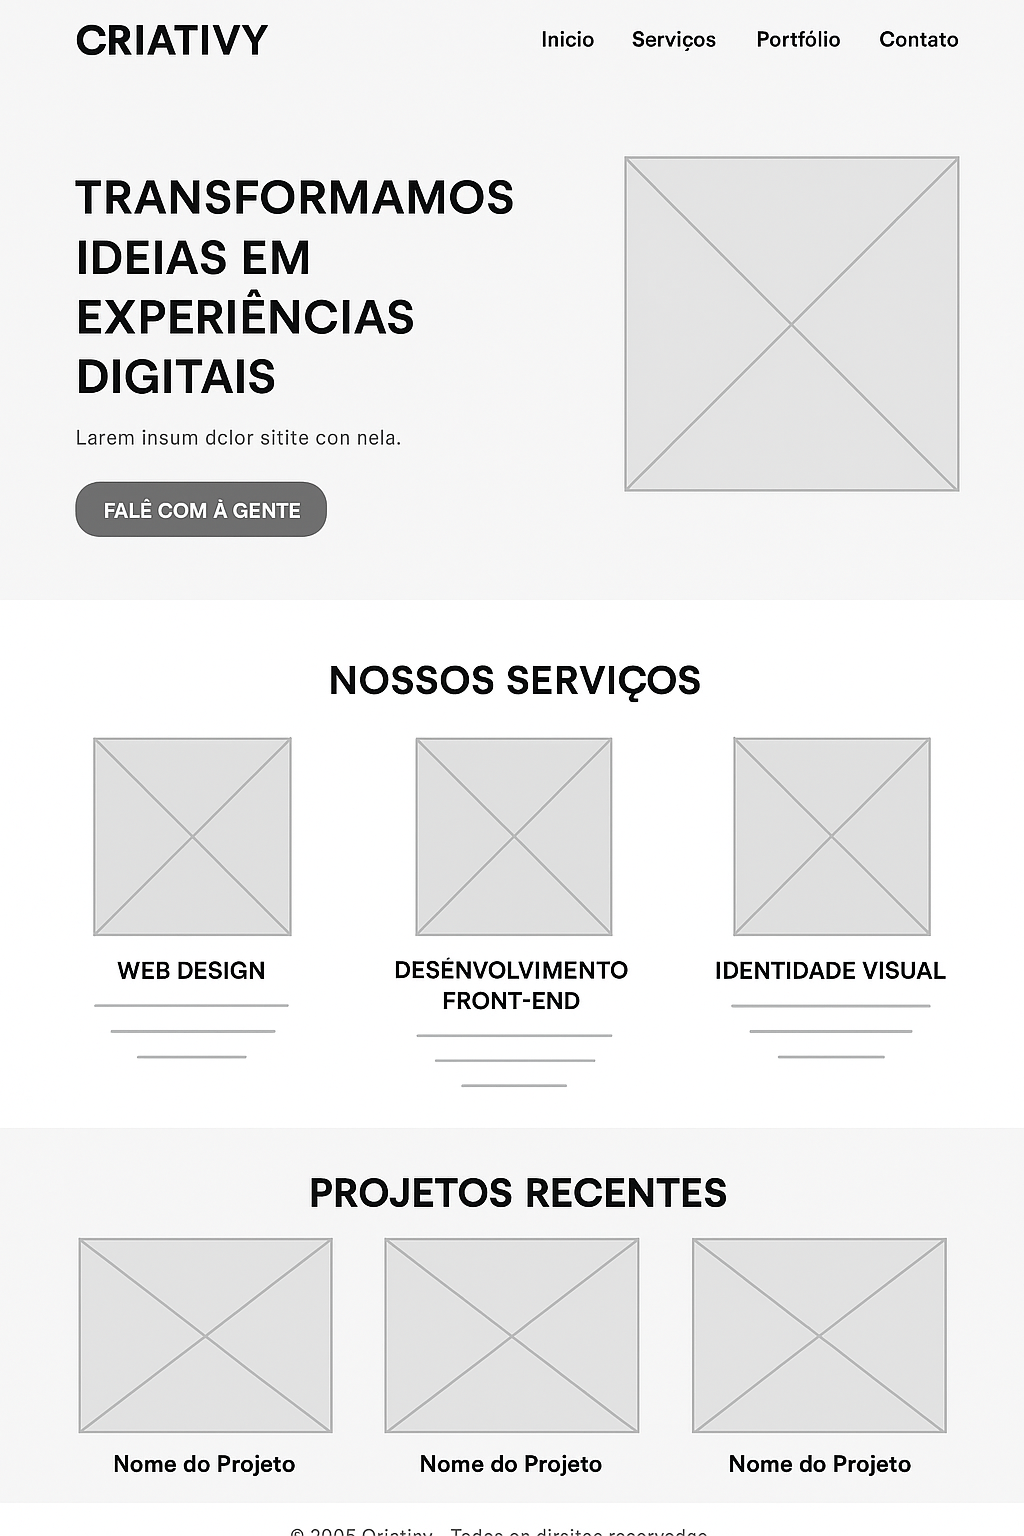 CRIATIVY
Inicio Serviços Portfólio Contato
TRANSFORMAMOS
IDEIAS EM
EXPERIÊNCIAS
DIGITAIS
Larem insum dclor sitite con nela.
FALÊ COM À GENTE
NOSSOS SERVIÇOS
WEB DESIGN
DESÉNVOLVIMENTO
FRONT-END
IDENTIDADE VISUAL
PROJETOS RECENTES
Nome do Projeto
Nome do Projeto
Nome do Projeto